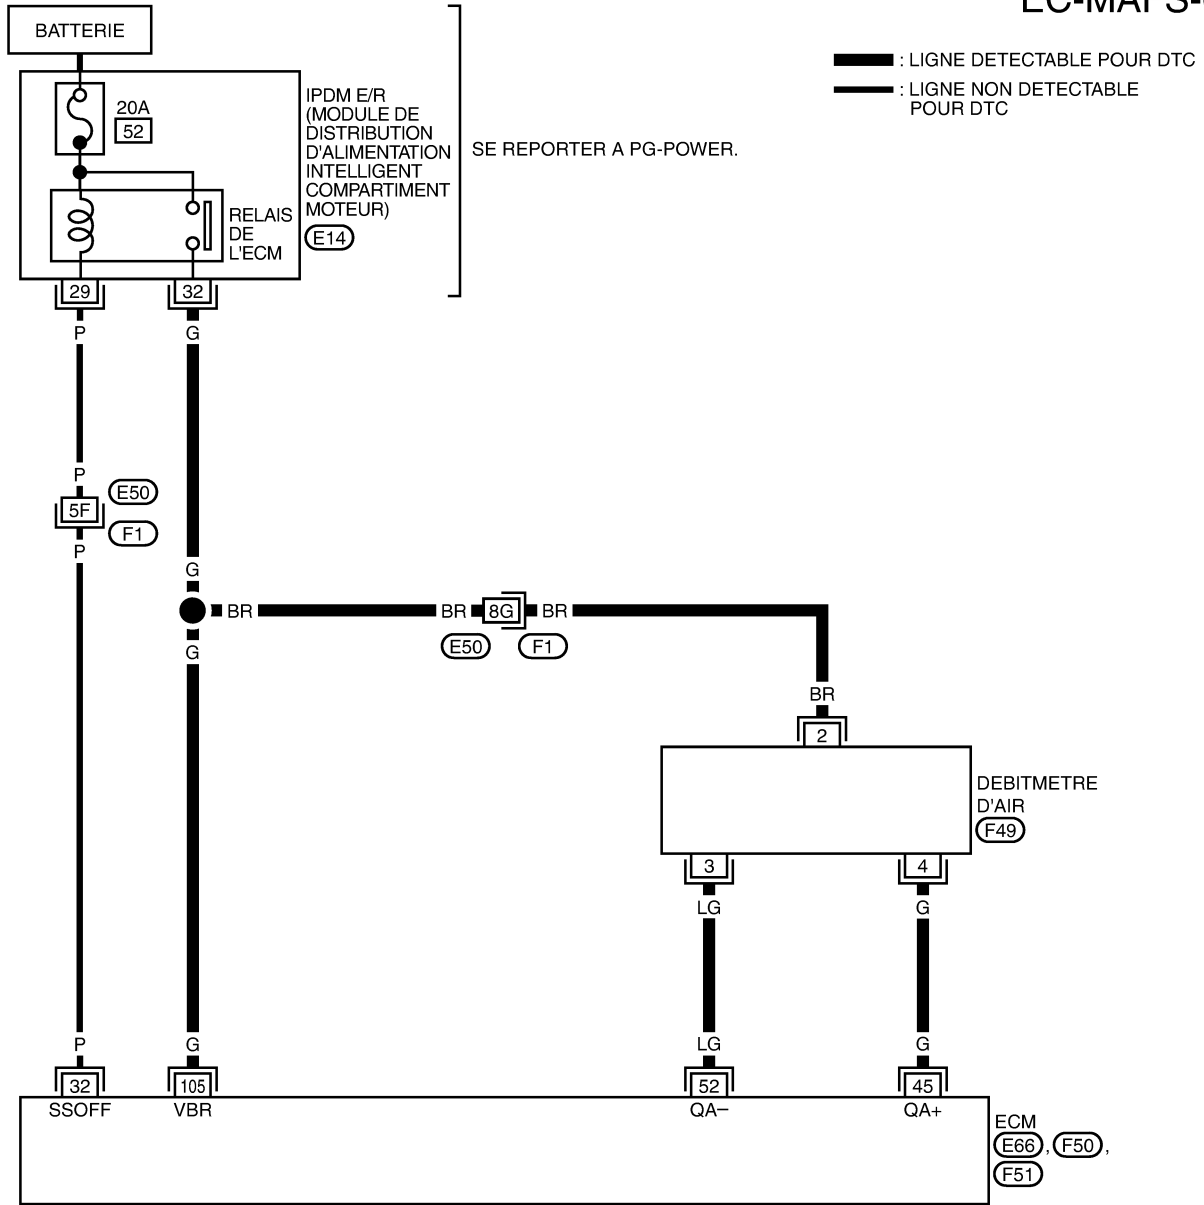 BATTERIE
: LIGNE DETECTABLE POUR DTC
: LIGNE NON DETECTABLE
POUR DTC
20A
52
IPDM E/R
(MODULE DE
DISTRIBUTION
D'ALIMENTATION
INTELLIGENT
COMPARTIMENT
MOTEUR)
E14
SE REPORTER A PG-POWER.
RELAIS
DE
L'ECM
29
32
P
G
P
E50
5F
F1
P
G
BR
BR
8G
BR
E50
F1
G
BR
2
DEBITMETRE
D'AIR
F49
3
4
LG
G
P
G
LG
G
32
105
52
45
SSOFF
VBR
QA−
QA+
ECM
E66 , F50 ,
F51